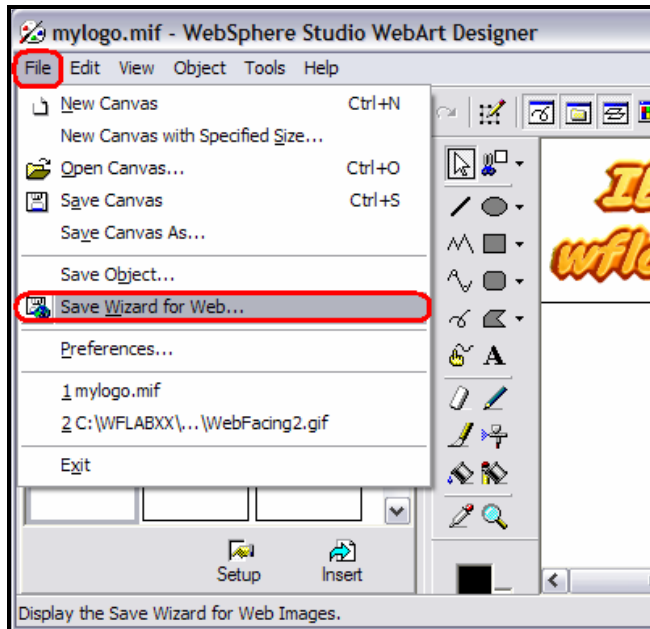 mylogo.mif - WebSphere Studio WebArt Designer
File Edit View Object Tools Help
New Canvas Ctrl+N
New Canvas with Specified Size...
Open Canvas... Ctrl+O
Save Canvas Ctrl+S
Save Canvas As...
Save Object...
Save Wizard for Web...
Preferences...
1 mylogo.mif
2 C:\WFLABXX\...\WebFacing2.gif
Exit
A
wfla
Setup Insert
Display the Save Wizard for Web Images.